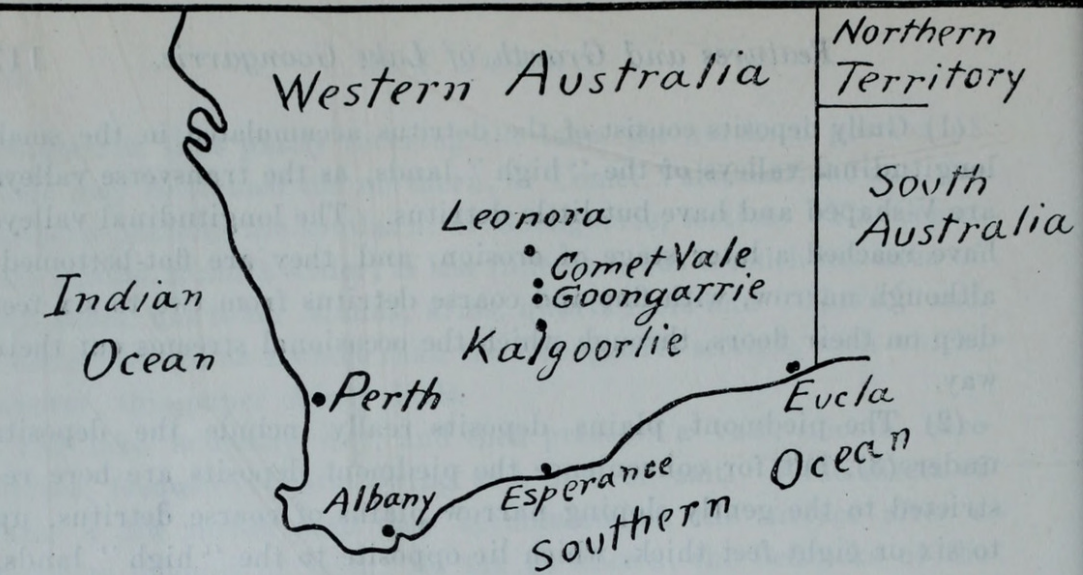 Northern
Territory
Western Australia
South
Australia
Leonora
Comet Vale
Goongarrie
Kalgoorlie
Indian
Ocean
Perth
Eucla
Albany
Esperance
Southern Ocean